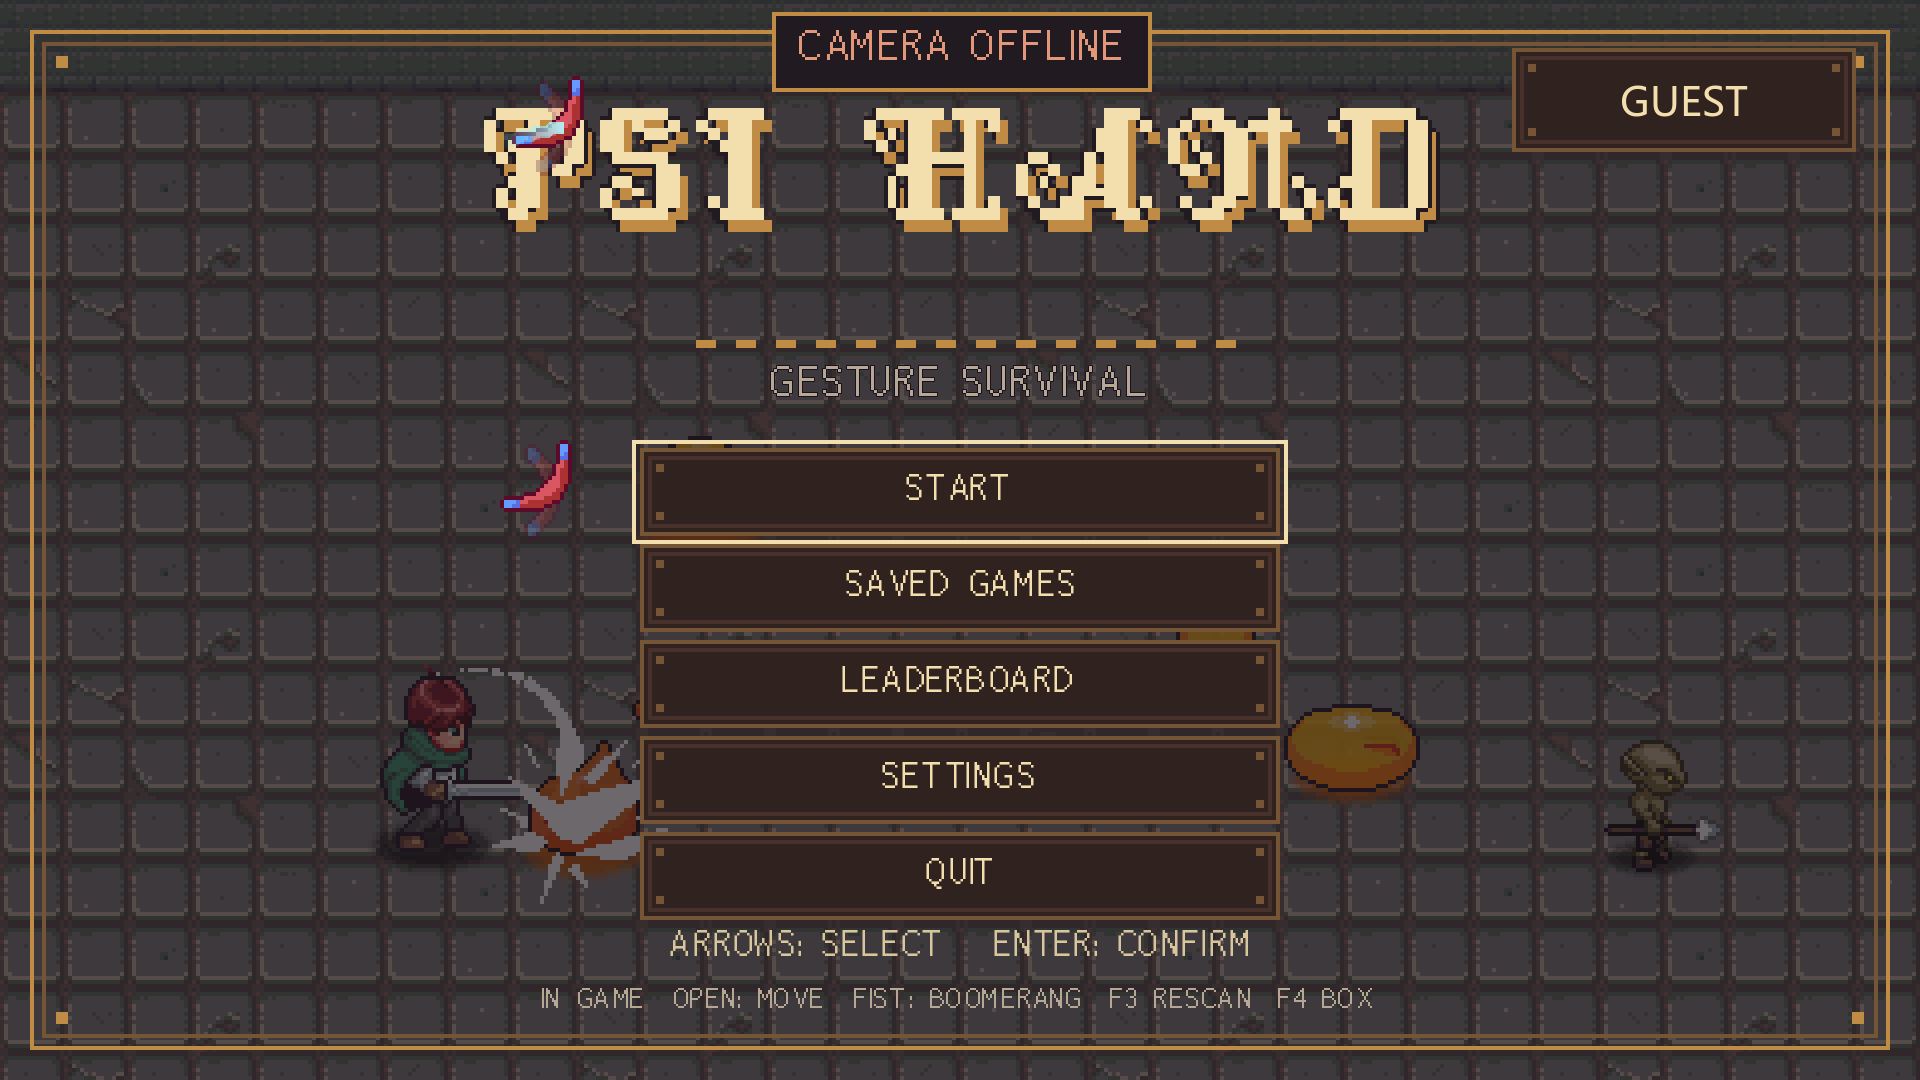 CAMERA OFFLINE
GUEST
PSI HAND
GESTURE SURVIVAL
START
SAVED GAMES
LEADERBOARD
SETTINGS
QUIT
ARROWS: SELECT ENTER: CONFIRM
IN GAME OPEN: MOVE FIST: BOOMERANG F3 RESCAN F4 BOX